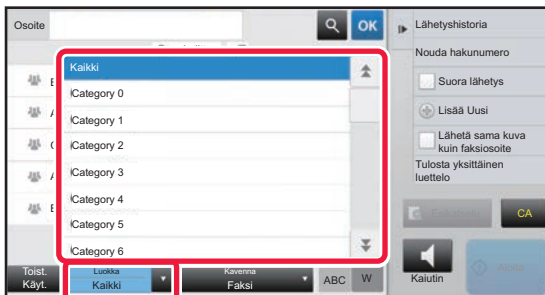 Osoite
OK
Kaikki
Category 0
Category 1
Category 2
Category 3
Category 4
Category 5
Category 6
Toist.
Käyt.
Luokka
Kaikki
Kavenna
Faksi
ABC
W
Lähetyshistoria
Nouda hakunumero
Suora lähetys
Lisää Uusi
Lähetä sama kuva
kuin faksiosoite
Tulosta yksittäinen
luettelo
CA
Kaiutin